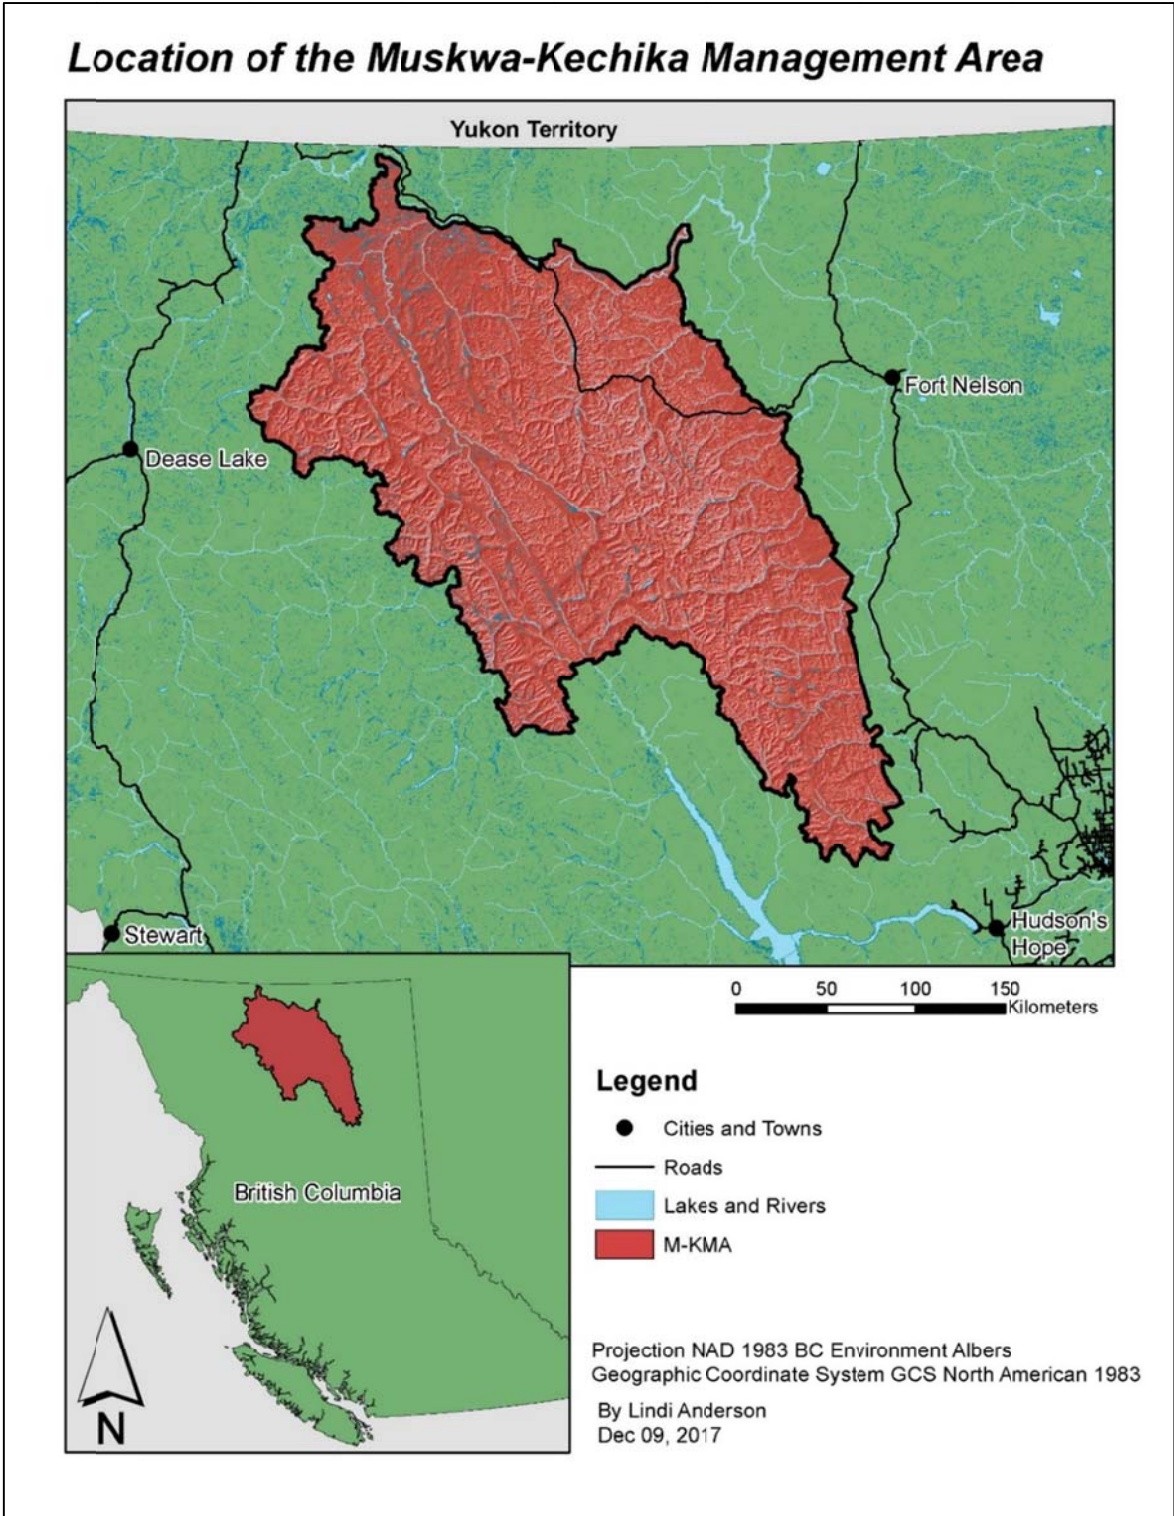 Location of the Muskwa-Kechika Management Area
Yukon Territory
Fort Nelson
Dease Lake
Stewart
Hudson's
Hope
0 50 100 150
Kilometers
British Columbia
N
Legend
Cities and Towns
Roads
Lakes and Rivers
M-KMA
Projection NAD 1983 BC Environment Albers
Geographic Coordinate System GCS North American 1983
By Lindi Anderson
Dec 09, 2017